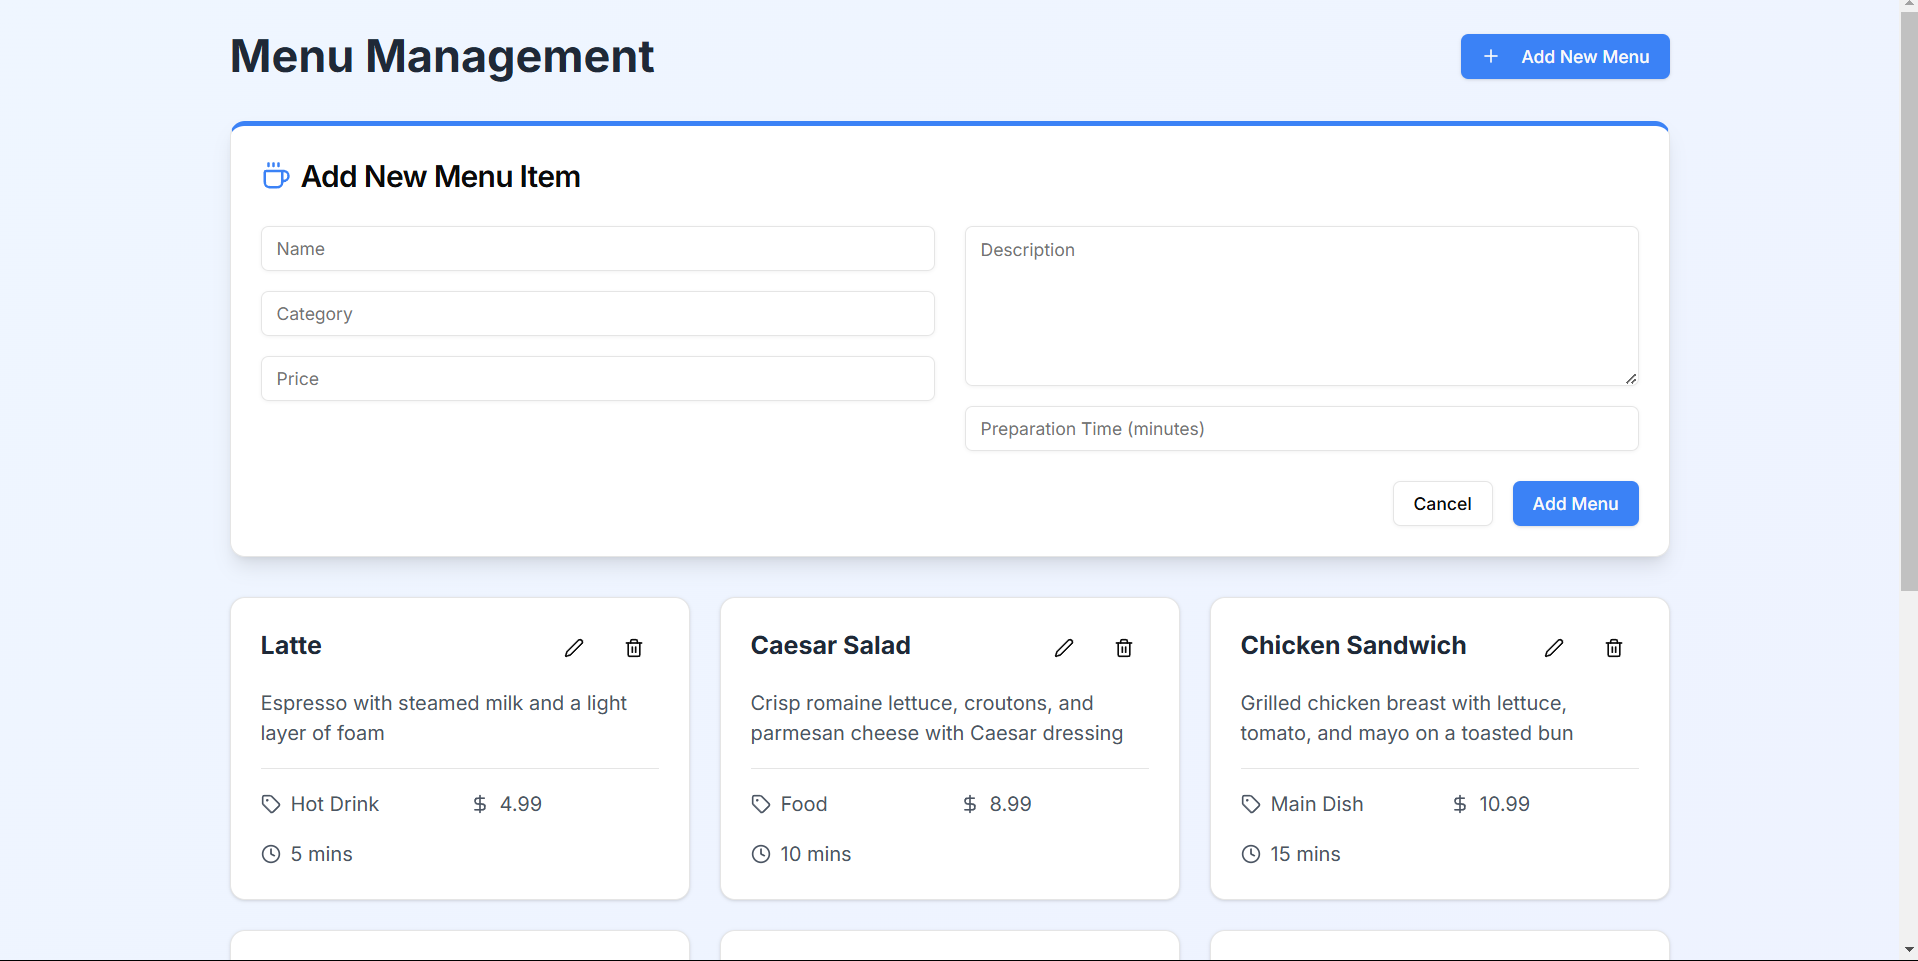 Menu Management
Add New Menu
Add New Menu Item
Name
Category
Price
Description
Preparation Time (minutes)
Cancel
Add Menu
Latte
Espresso with steamed milk and a light
layer of foam
Hot Drink
$ 4.99
5 mins
Caesar Salad
Crisp romaine lettuce, croutons, and
parmesan cheese with Caesar dressing
Food
$ 8.99
10 mins
Chicken Sandwich
Grilled chicken breast with lettuce,
tomato, and mayo on a toasted bun
Main Dish
$ 10.99
15 mins